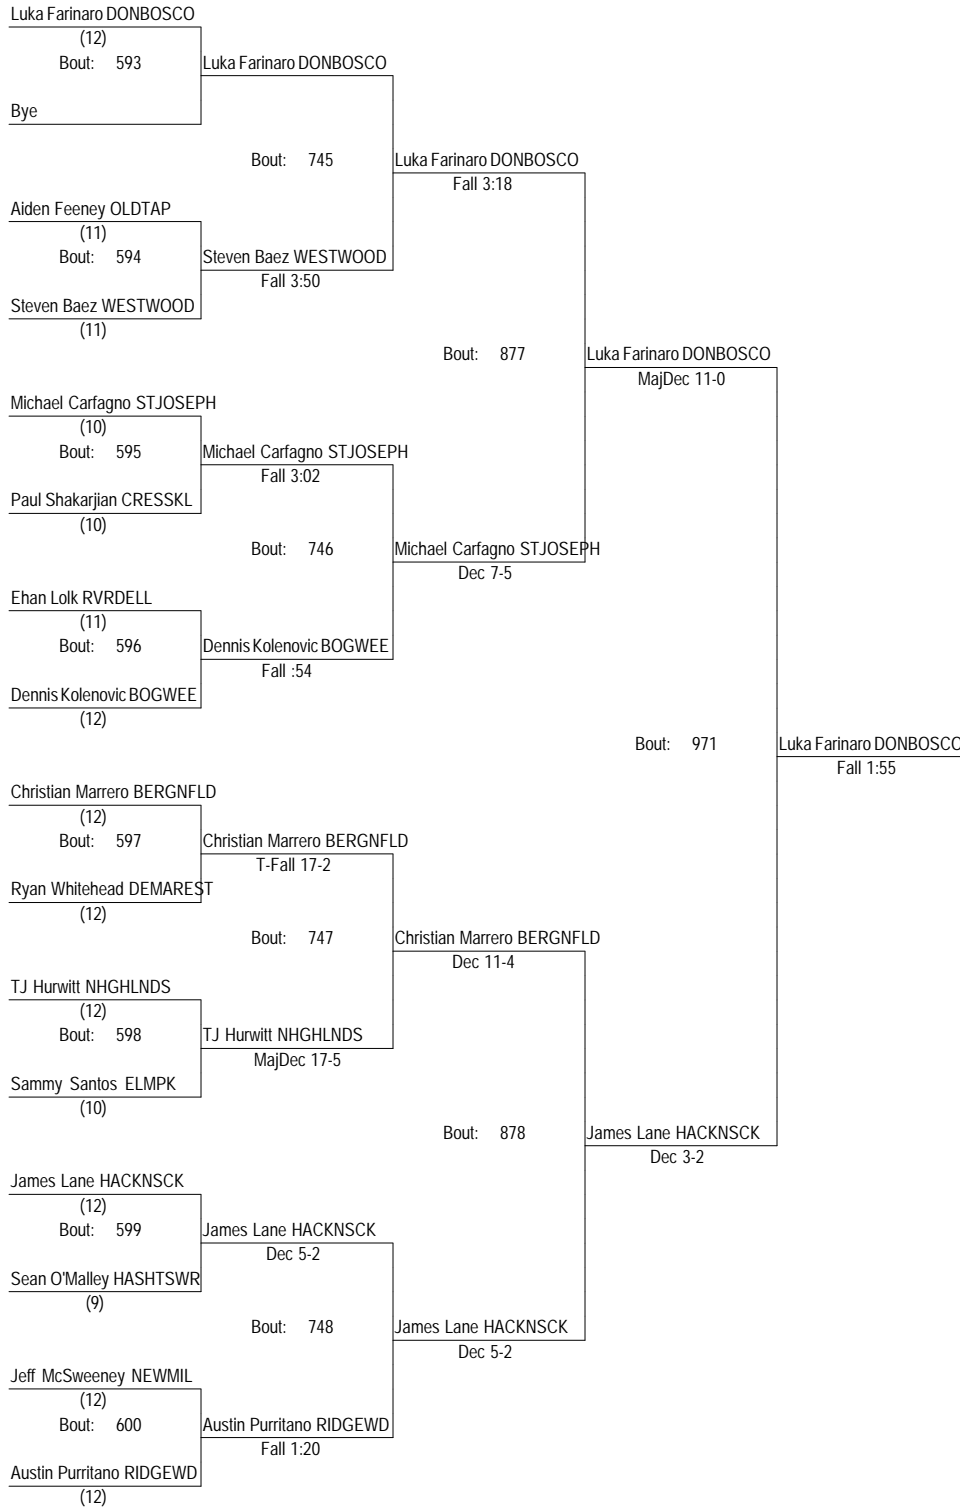 Luka Farinaro DONBOSCO
(12)
Bout: 593
Luka Farinaro DONBOSCO
Bye
Bout: 745
Luka Farinaro DONBOSCO
Fall 3:18
Aiden Feeney OLDTAP
(11)
Bout: 594
Steven Baez WESTWOOD
Fall 3:50
Steven Baez WESTWOOD
(11)
Bout: 877
Luka Farinaro DONBOSCO
MajDec 11-0
Michael Carfagno STJOSEPH
(10)
Bout: 595
Michael Carfagno STJOSEPH
Fall 3:02
Paul Shakarjian CRESSKL
(10)
Bout: 746
Michael Carfagno STJOSEPH
Dec 7-5
Ehan Lolk RVRDELL
(11)
Bout: 596
Dennis Kolenovic BOGWEE
Fall :54
Dennis Kolenovic BOGWEE
(12)
Bout: 971
Luka Farinaro DONBOSCO
Fall 1:55
Christian Marrero BERGNFLD
(12)
Bout: 597
Christian Marrero BERGNFLD
T-Fall 17-2
Ryan Whitehead DEMAREST
(12)
Bout: 747
Christian Marrero BERGNFLD
Dec 11-4
TJ Hurwitt NHGHLNDS
(12)
Bout: 598
TJ Hurwitt NHGHLNDS
MajDec 17-5
Sammy Santos ELMPK
(10)
Bout: 878
James Lane HACKNSCK
Dec 3-2
James Lane HACKNSCK
(12)
Bout: 599
James Lane HACKNSCK
Dec 5-2
Sean O'Malley HASHTSWR
(9)
Bout: 748
James Lane HACKNSCK
Dec 5-2
Jeff McSweeney NEWMIL
(12)
Bout: 600
Austin Purritano RIDGEWD
Fall 1:20
Austin Purritano RIDGEWD
(12)